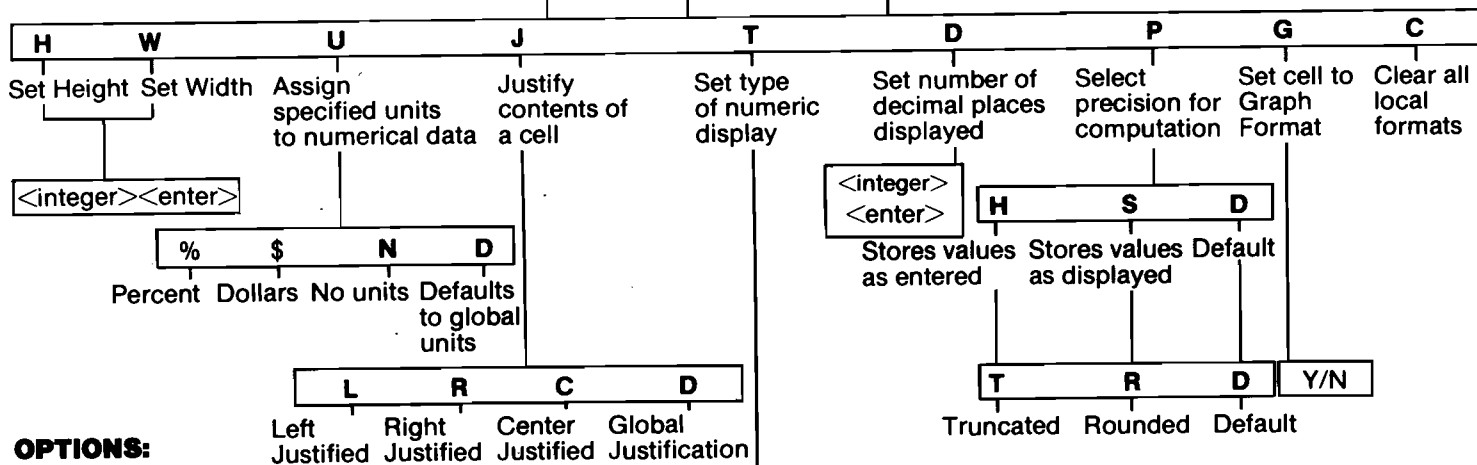 H W U J T D P G C
Set Height Set Width Assign specified units to numerical data
Justify contents of a cell
Set type of numeric display
Set number of decimal places displayed
Select precision for computation
Set cell to Graph Format
Clear all local formats
<integer><enter>
<integer>
<enter>
H S D
Stores values as entered
Stores values as displayed
Default
% $ N D
Percent Dollars No units Defaults to global units
T R D Y/N
Truncated Rounded Default
L R C D
Left Justified
Right Justified
Center Justified
Global Justification
OPTIONS: